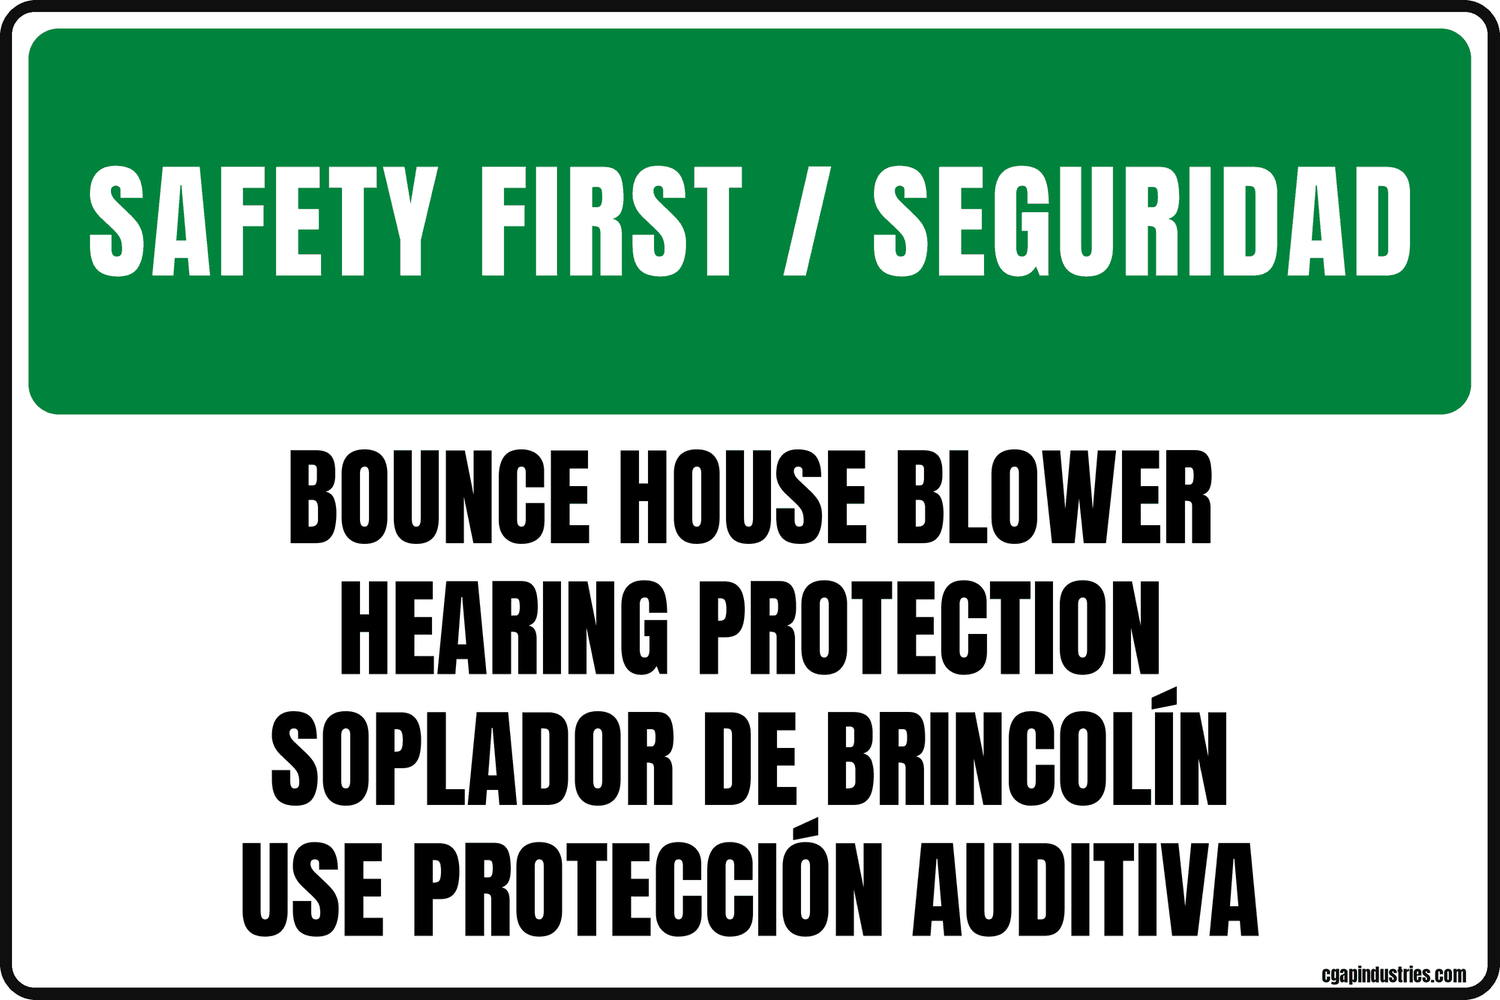 SAFETY FIRST / SEGURIDAD
BOUNCE HOUSE BLOWER
HEARING PROTECTION
SOPLADOR DE BRINCOLÍN
USE PROTECCIÓN AUDITIVA
cgapindustries.com